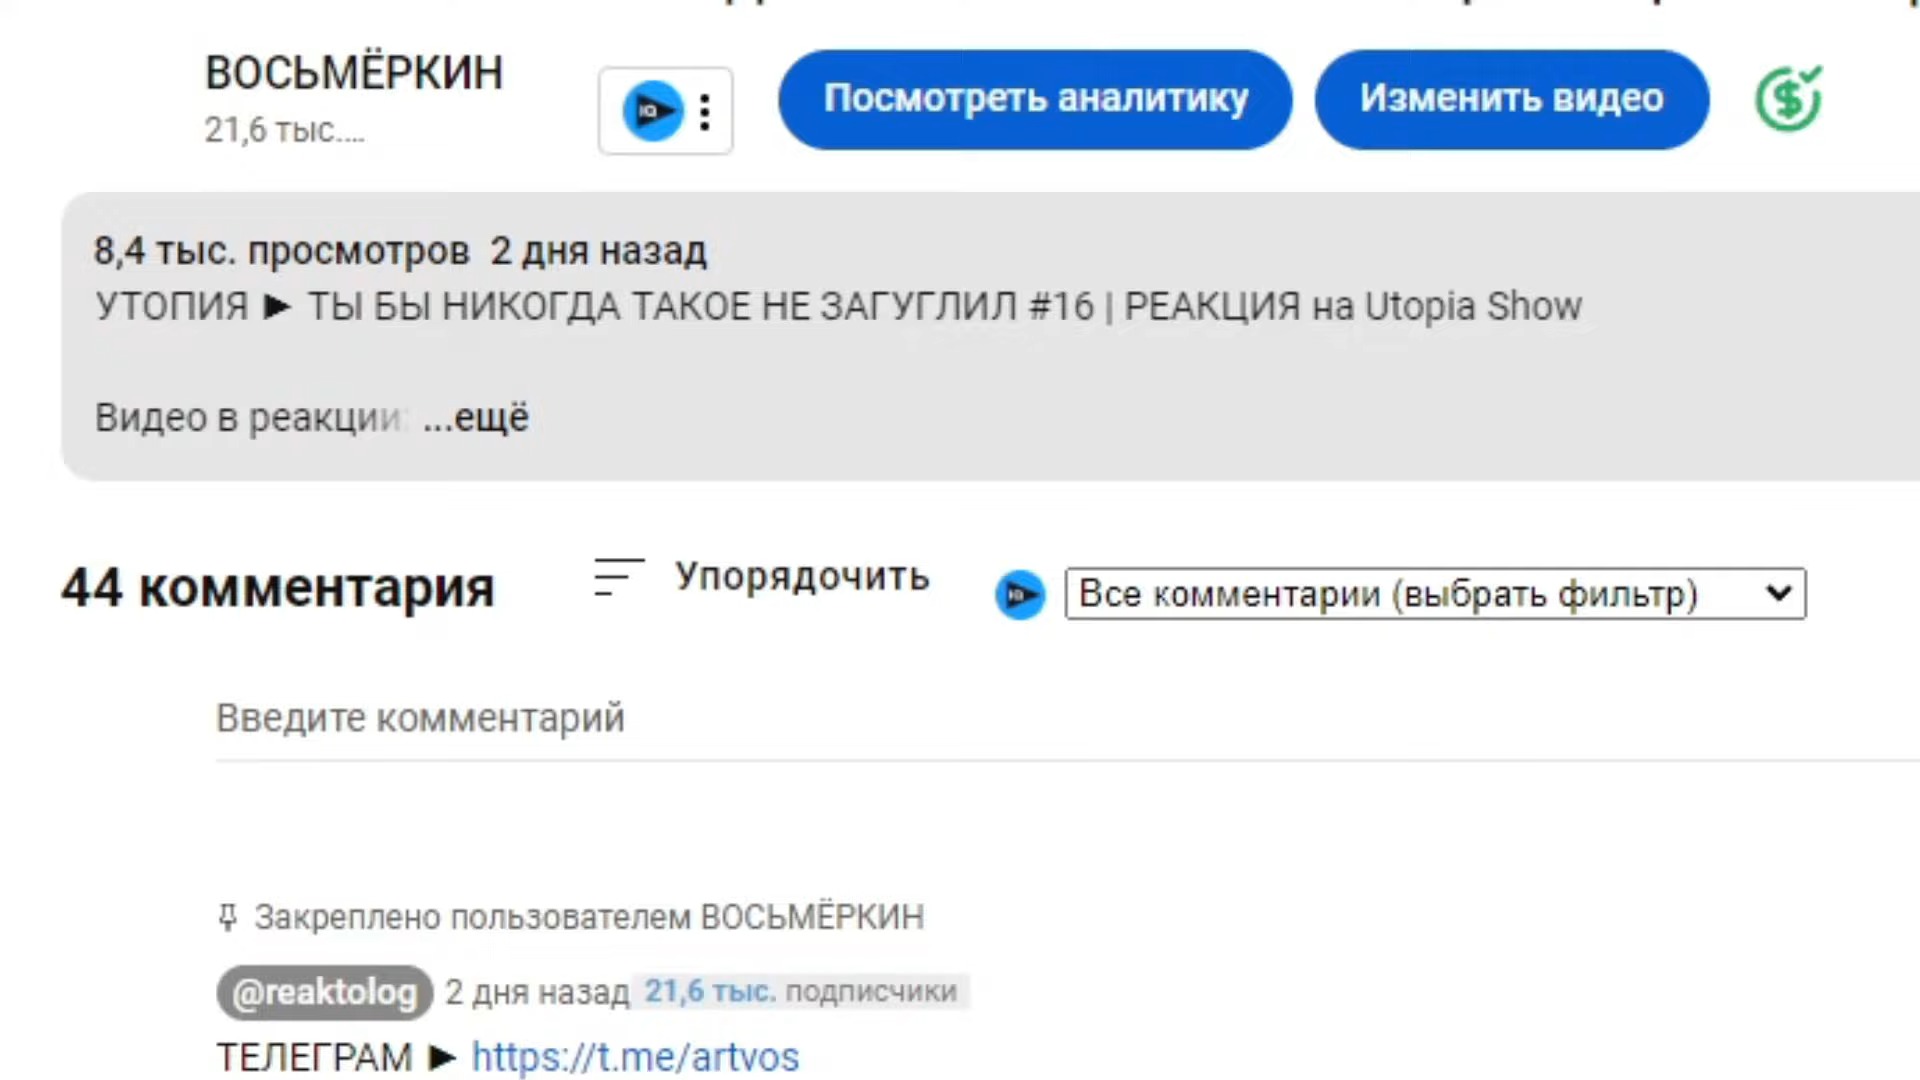 ВОСЬМЁРКИН
21,6 тыс....
Посмотреть аналитику
Изменить видео
8,4 тыс. просмотров 2 дня назад
УТОПИЯ ► ТЫ БЫ НИКОГДА ТАКОЕ НЕ ЗАГУГЛИЛ #16 | РЕАКЦИЯ на Utopia Show
Видео в реакции: ...ещё
44 комментария
Упорядочить
Все комментарии (выбрать фильтр)
Введите комментарий
Закреплено пользователем ВОСЬМЁРКИН
@reaktolog 2 дня назад 21,6 тыс. подписчики
ТЕЛЕГРАМ ► https://t.me/artvos